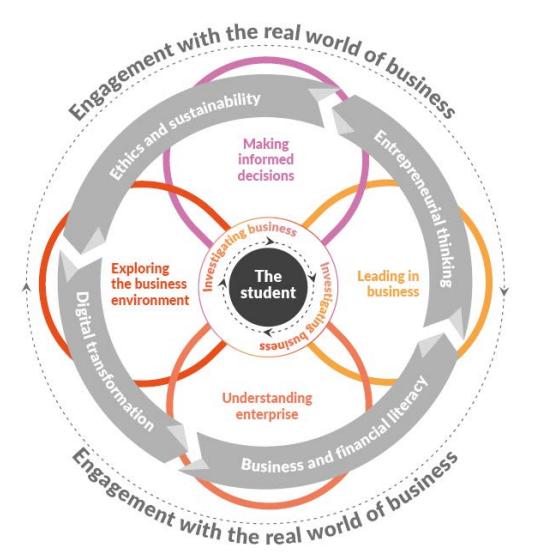 Engagement with the real world of business
Ethics and sustainability
Entrepreneurial thinking
Making
informed
decisions
Investigating business
Exploring
the business
environment
The
student
Leading in
business
Investigating
business
Digital transformation
Understanding
enterprise
Business and financial literacy
Engagement with the real world of business